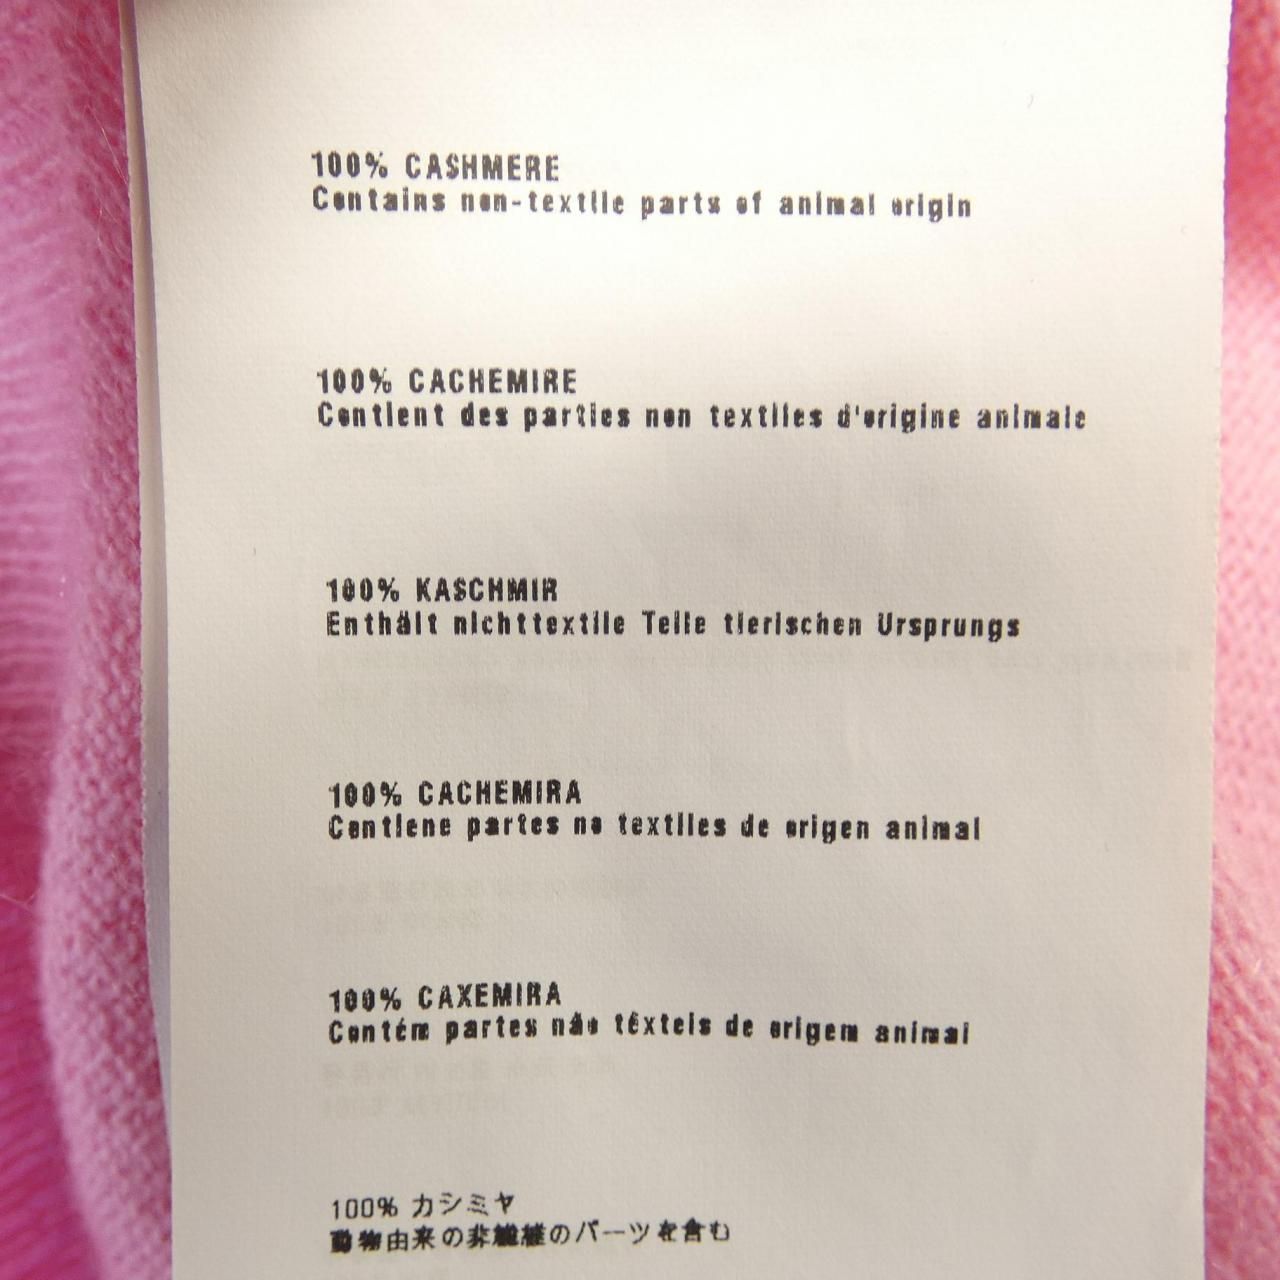 100% CASHMERE
Contains non-textile parts of animal origin
100% CACHEMIRE
Contient des parties non textiles d'origine animale
100% KASCHMIR
Enthält nichttextile Teile tierischen Ursprungs
100% CACHEMIRA
Contiene partes no textiles de origen animal
100% CAXEMIRA
Contém partes não têxteis de origem animal
100% カシミヤ
動物由来の非繊維のパーツを含む